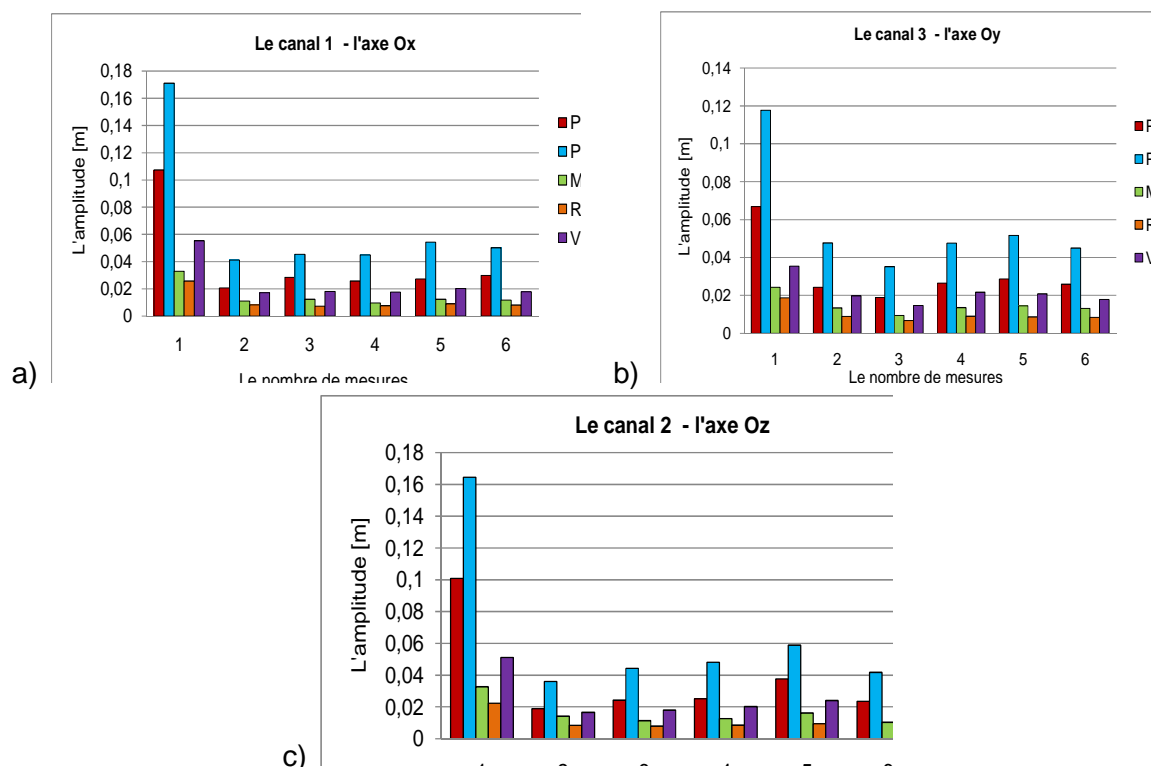 Le canal 1 - l'axe Ox
0,18
0,16
0,14
0,12
0,1
0,08
0,06
0,04
0,02
0
L'amplitude [m]
P
P
M
R
V
1 2 3 4 5 6
Le nombre de mesures
a)
Le canal 3 - l'axe Oy
0,14
0,12
0,1
0,08
0,06
0,04
0,02
0
L'amplitude [m]
V
1 2 3 4 5 6
Le nombre de mesures
b)
Le canal 2 - l'axe Oz
0,18
0,16
0,14
0,12
0,1
0,08
0,06
0,04
0,02
0
L'amplitude [m]
c)